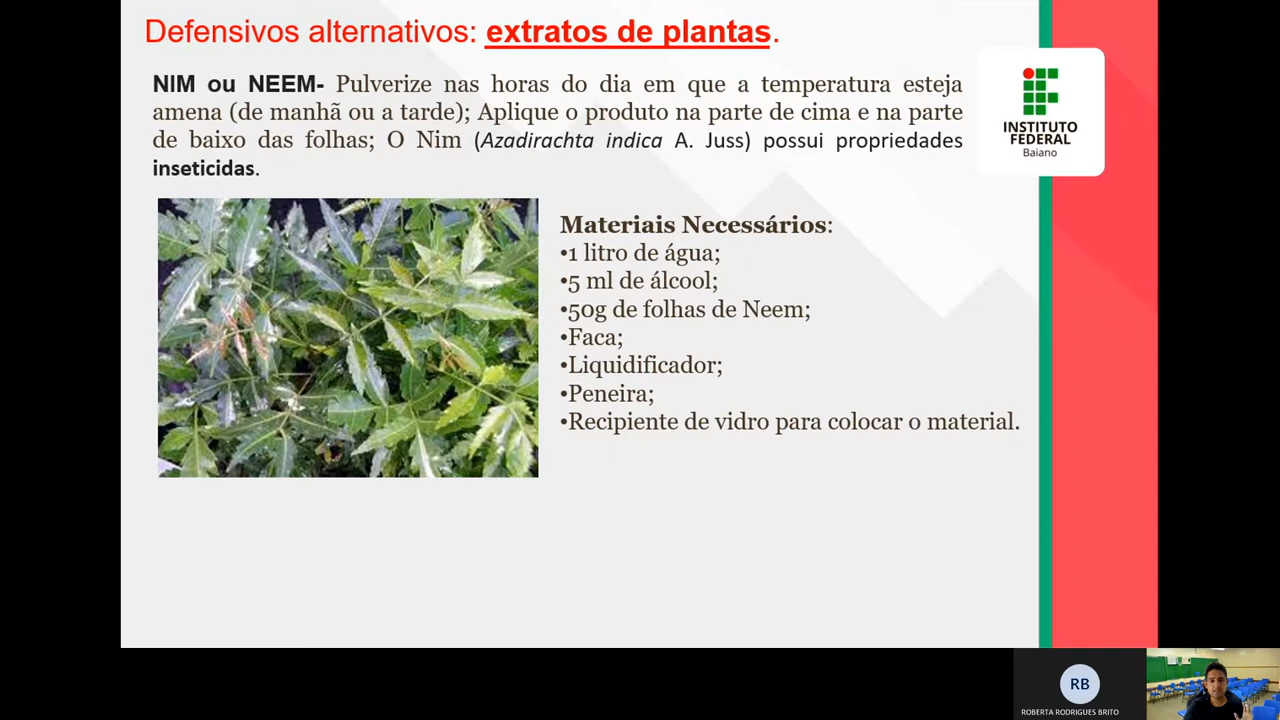 Defensivos alternativos: extratos de plantas.
NIM ou NEEM- Pulverize nas horas do dia em que a temperatura esteja
amena (de manhã ou a tarde); Aplique o produto na parte de cima e na parte
de baixo das folhas; O Nim (Azadirachta indica A. Juss) possui propriedades
inseticidas.
INSTITUTO
FEDERAL
Baiano
Materiais Necessários:
•1 litro de água;
•5 ml de álcool;
•50g de folhas de Neem;
•Faca;
•Liquidificador;
•Peneira;
•Recipiente de vidro para colocar o material.
RB
ROBERTA RODRIGUES BRITO